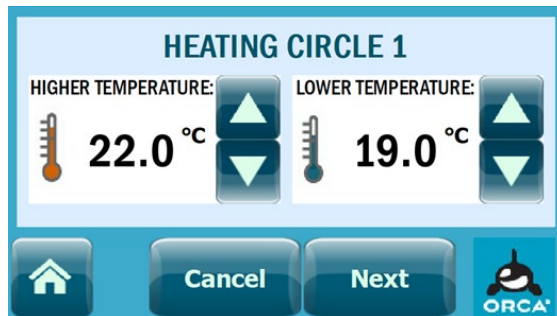 HEATING CIRCLE 1
HIGHER TEMPERATURE:
22.0 °C
LOWER TEMPERATURE:
19.0 °C
Cancel
Next
ORCA